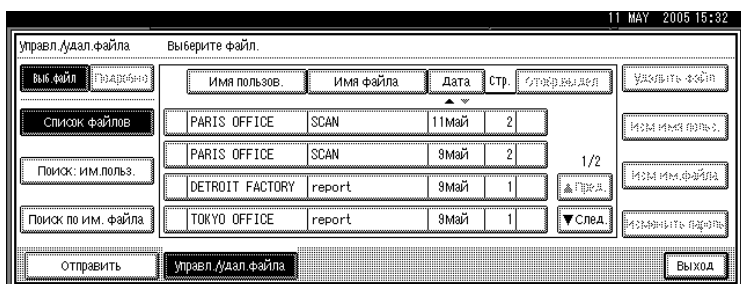 11 MAY 2005 15:32
Управл./Удал.файла Выберите файл.
Выб.файл Подробно Имя пользов. Имя файла Дата Стр. Отобр.выдел Удалить файл
Список файлов PARIS OFFICE SCAN 11Май 2 Изм имя польз.
PARIS OFFICE SCAN 9Май 2
Поиск: им.польз. 1/2
DETROIT FACTORY report 9Май 1 ▲Пред. Изм им.файла
Поиск по им. файла TOKYO OFFICE report 9Май 1 ▼След. Изменить пароль
Отправить Управл./Удал.файла Выход